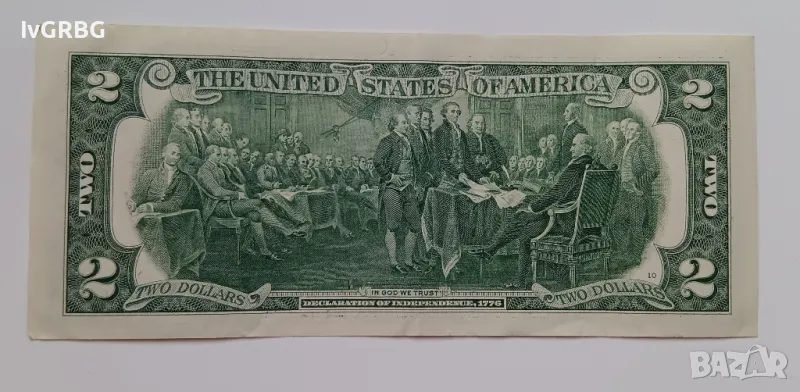 IvGRBG
2 THE UNITED STATES OF AMERICA 2
TWO TWO
10
2 TWO DOLLARS IN GOD WE TRUST TWO DOLLARS 2
DECLARATION OF INDEPENDENCE, 1776
BAZAR